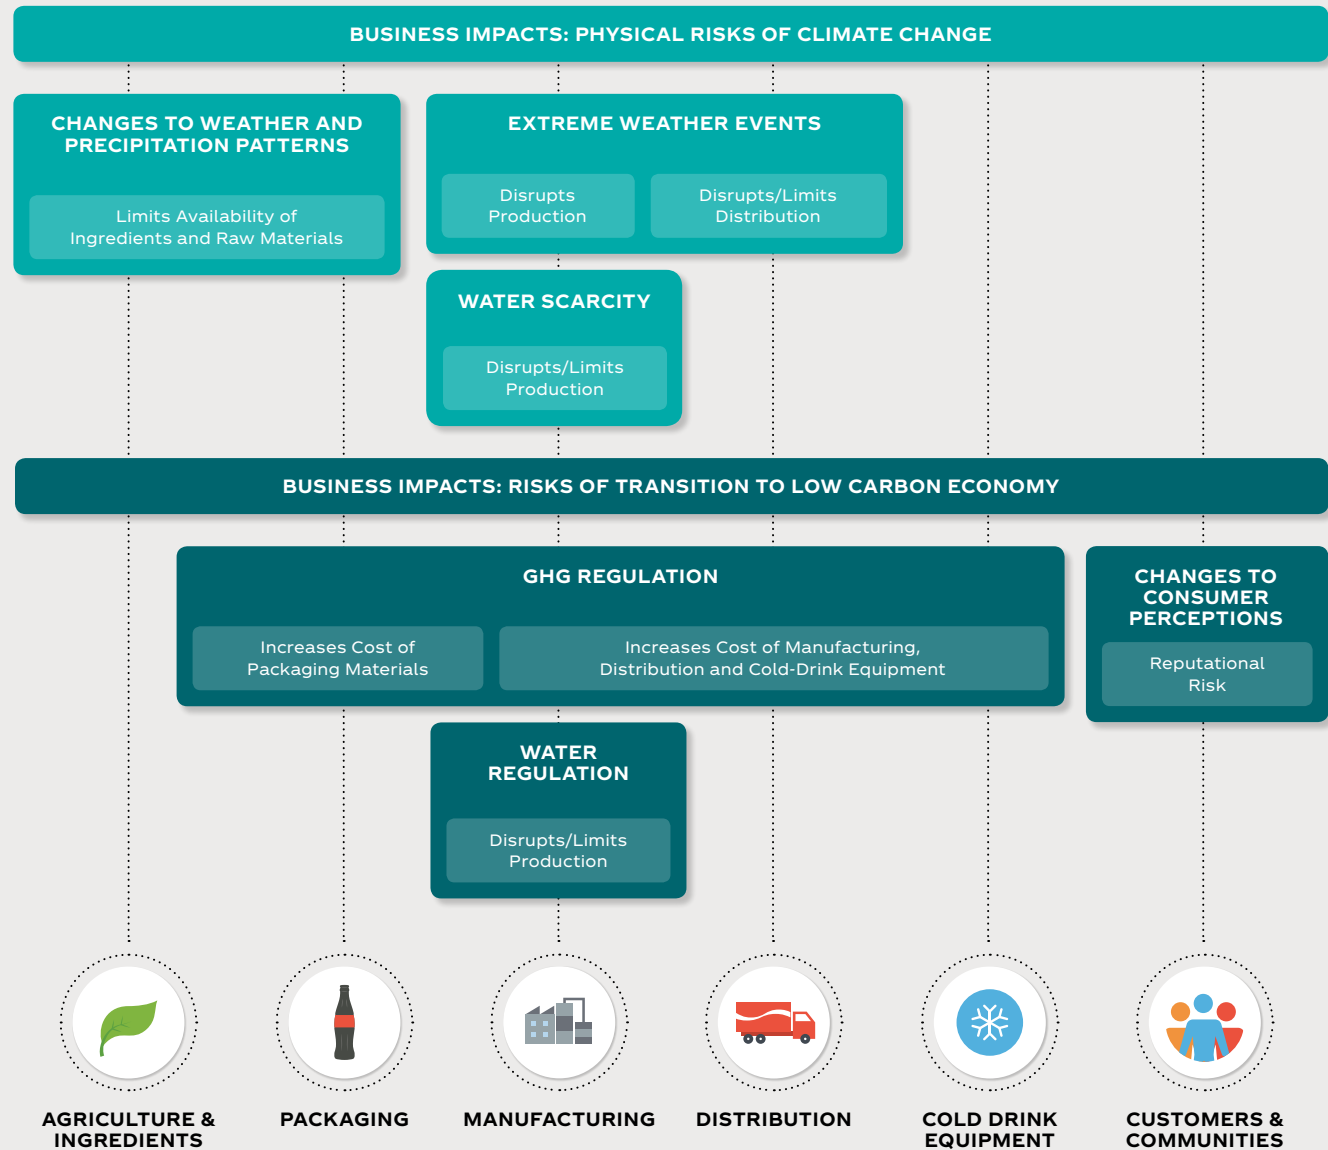 BUSINESS IMPACTS: PHYSICAL RISKS OF CLIMATE CHANGE
CHANGES TO WEATHER AND
PRECIPITATION PATTERNS
Limits Availability of
Ingredients and Raw Materials
EXTREME WEATHER EVENTS
Disrupts
Production
Disrupts/Limits
Distribution
WATER SCARCITY
Disrupts/Limits
Production
BUSINESS IMPACTS: RISKS OF TRANSITION TO LOW CARBON ECONOMY
GHG REGULATION
Increases Cost of
Packaging Materials
Increases Cost of Manufacturing,
Distribution and Cold-Drink Equipment
CHANGES TO
CONSUMER
PERCEPTIONS
Reputational
Risk
WATER
REGULATION
Disrupts/Limits
Production
AGRICULTURE &
INGREDIENTS
PACKAGING
MANUFACTURING
DISTRIBUTION
COLD DRINK
EQUIPMENT
CUSTOMERS &
COMMUNITIES